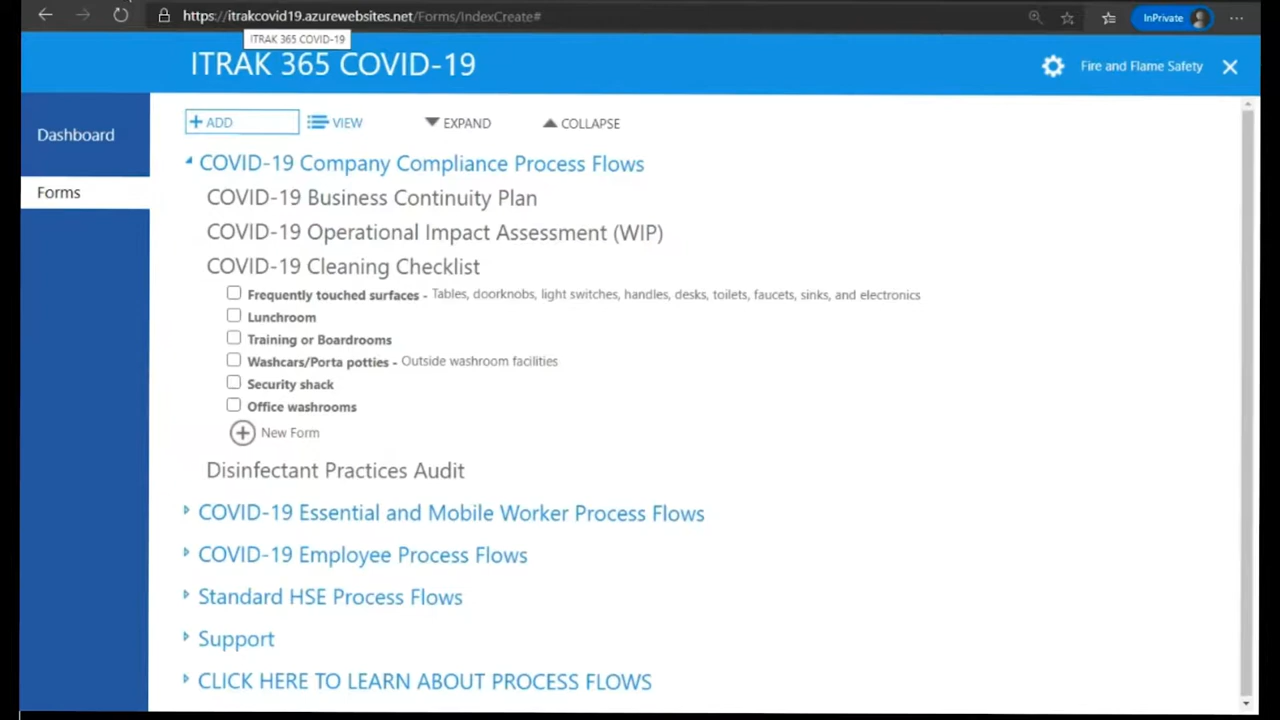 https://itrakcovid19.azurewebsites.net/Forms/IndexCreate#
InPrivate
ITRAK 365 COVID-19
ITRAK 365 COVID-19
Fire and Flame Safety
Dashboard
Forms
ADD
VIEW
EXPAND
COLLAPSE
COVID-19 Company Compliance Process Flows
COVID-19 Business Continuity Plan
COVID-19 Operational Impact Assessment (WIP)
COVID-19 Cleaning Checklist
Frequently touched surfaces - Tables, doorknobs, light switches, handles, desks, toilets, faucets, sinks, and electronics
Lunchroom
Training or Boardrooms
Washcars/Porta potties - Outside washroom facilities
Security shack
Office washrooms
New Form
Disinfectant Practices Audit
COVID-19 Essential and Mobile Worker Process Flows
COVID-19 Employee Process Flows
Standard HSE Process Flows
Support
CLICK HERE TO LEARN ABOUT PROCESS FLOWS